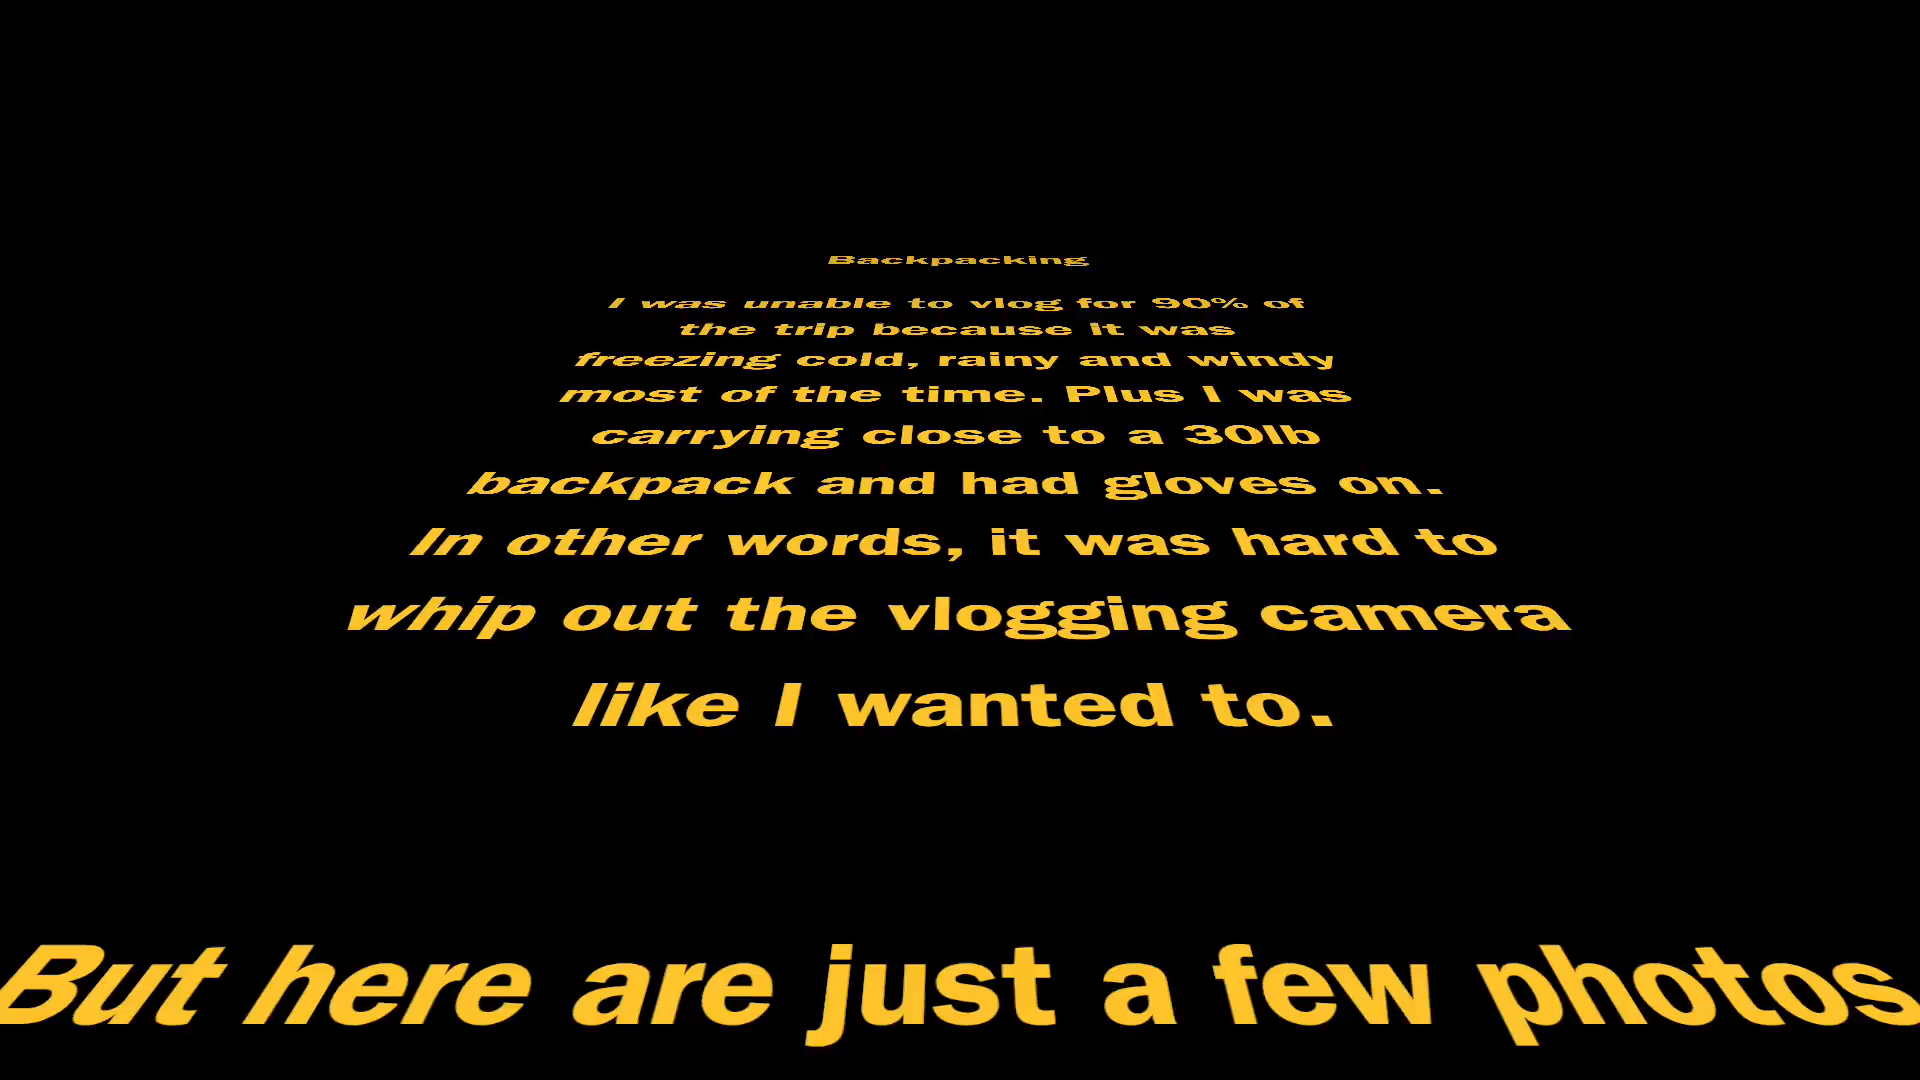 Backpacking
I was unable to vlog for 90% of
the trip because it was
freezing cold, rainy and windy
most of the time. Plus I was
carrying close to a 30lb
backpack and had gloves on.
In other words, it was hard to
whip out the vlogging camera
like I wanted to.
But here are just a few photos